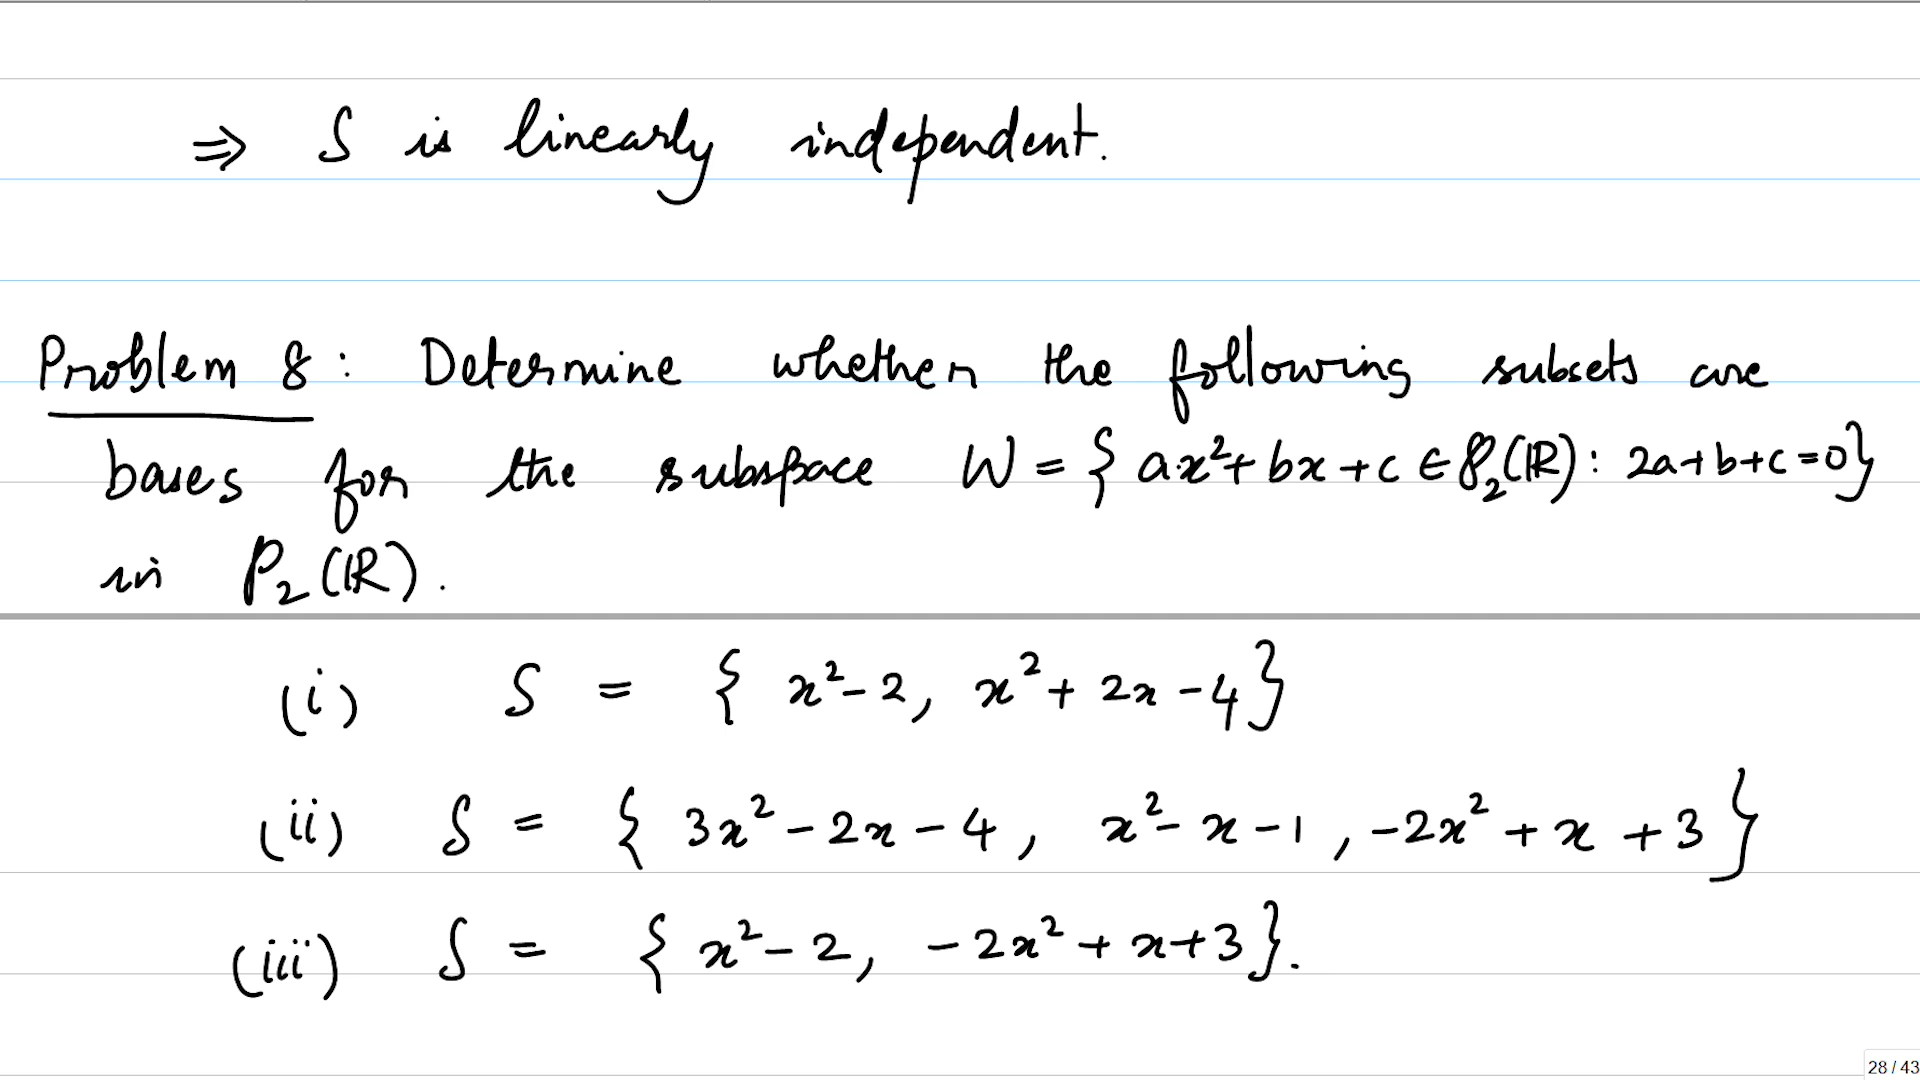 ⇒ S is linearly independent.
Problem 8 : Determine whether the following subsets are
bases for the subspace W = { ax²+ bx + c ∈ P₂(ℝ) : 2a+b+c=0}
in P₂(ℝ).
(i) S = { x²-2, x²+ 2x -4}
(ii) S = { 3x²-2x-4, x²-x-1, -2x²+x+3}
(iii) S = { x²-2, -2x²+x+3}.
28 / 43